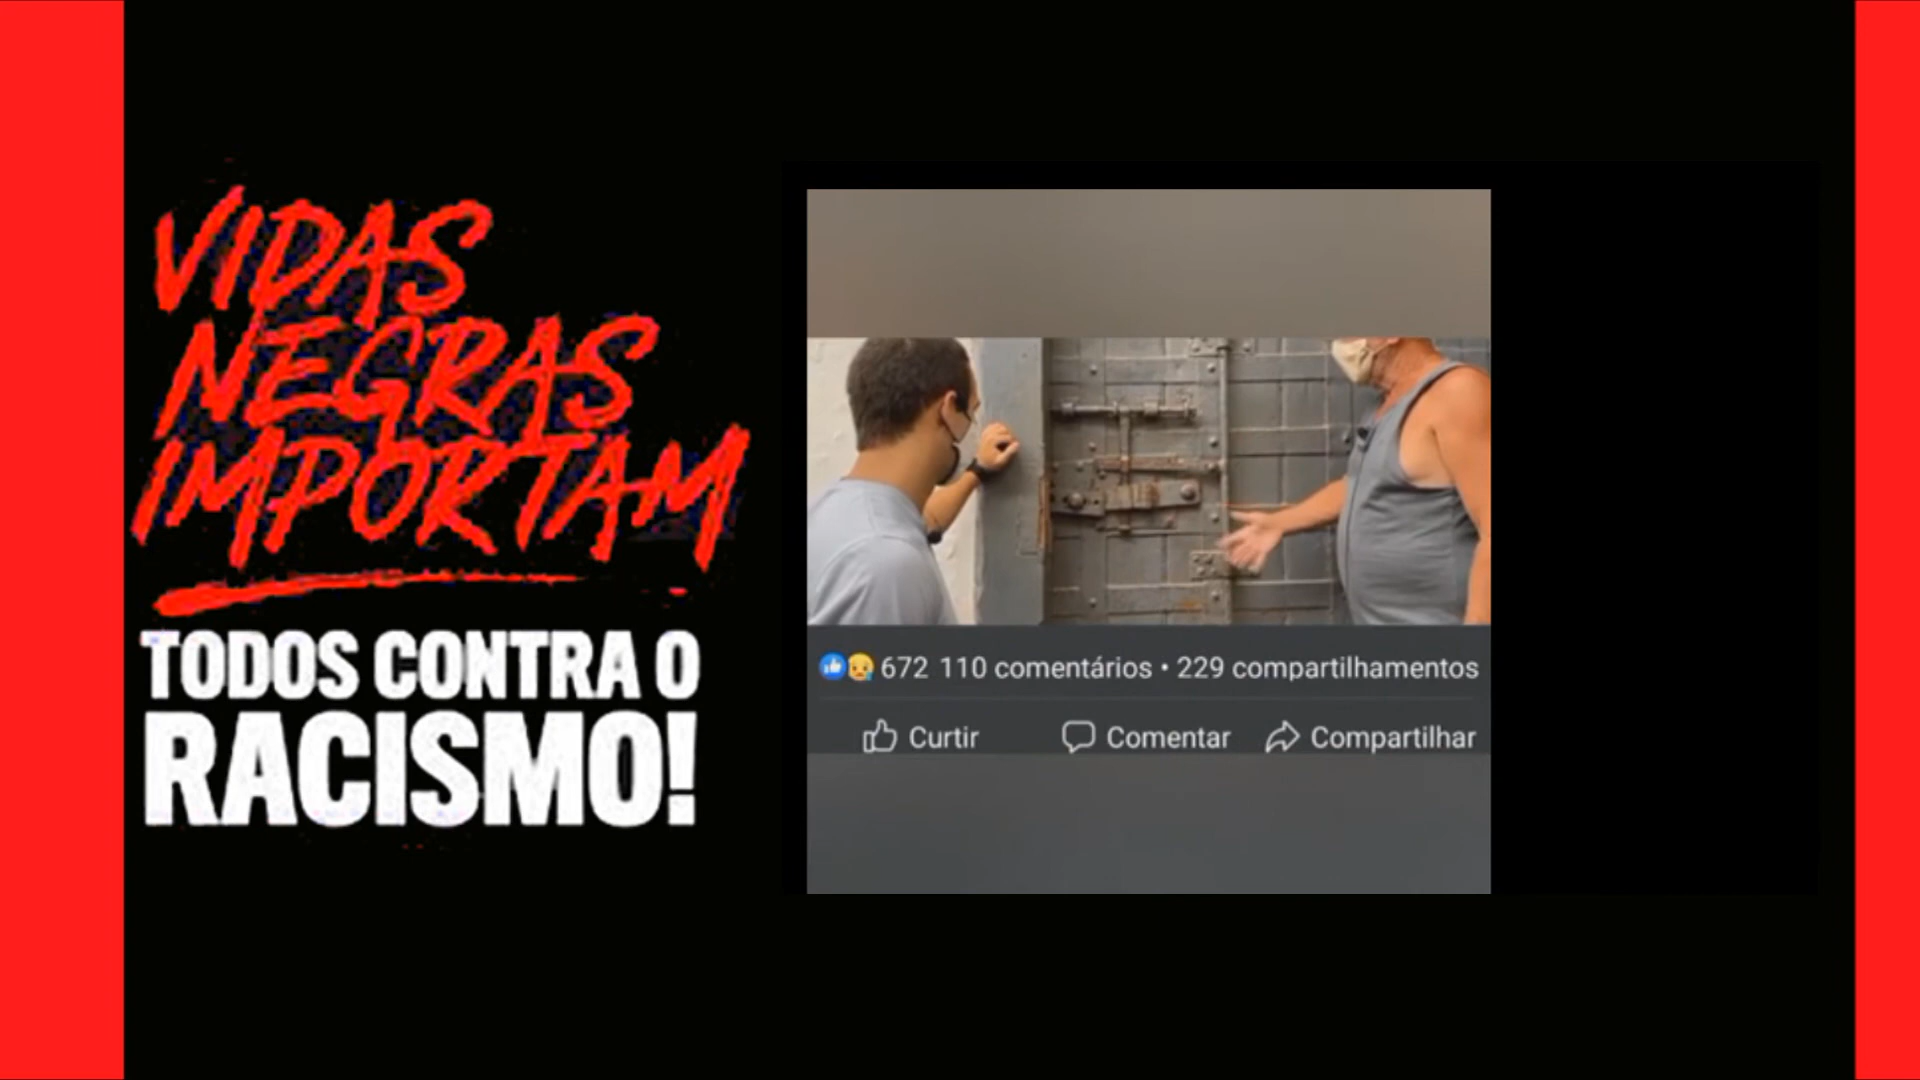 VIDAS
NEGRAS
IMPORTAM
TODOS CONTRA O
RACISMO!
672 110 comentários • 229 compartilhamentos
Curtir Comentar Compartilhar